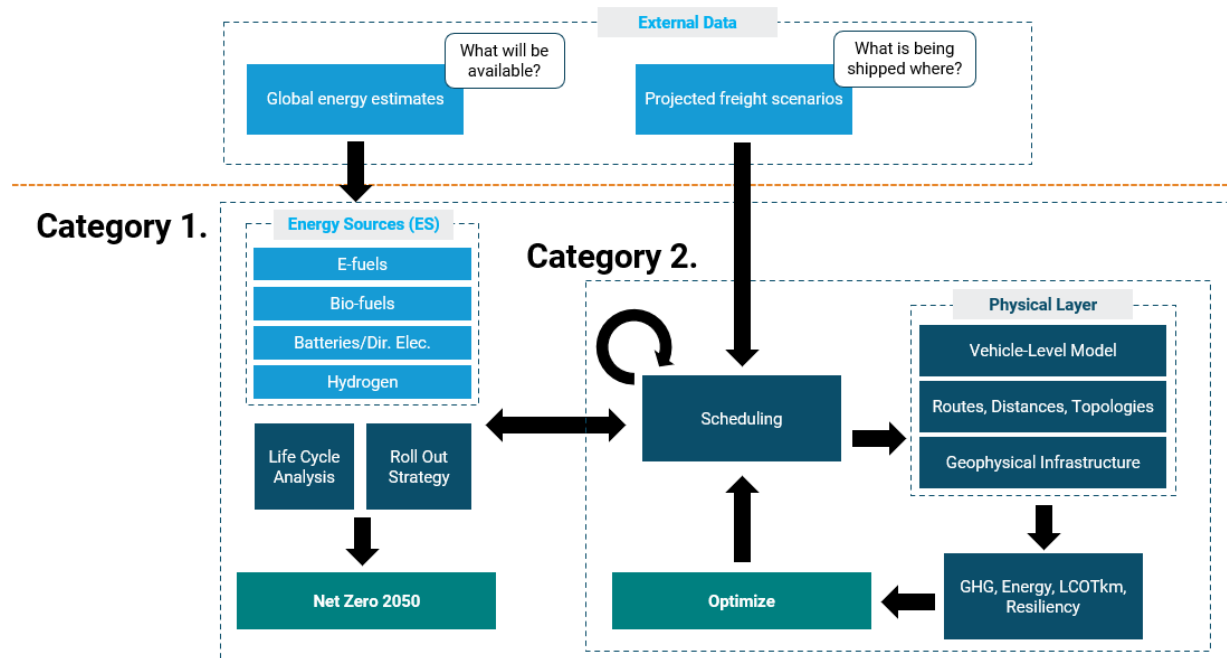 External Data
What will be
available?
Global energy estimates
What is being
shipped where?
Projected freight scenarios
Category 1.
Energy Sources (ES)
E-fuels
Bio-fuels
Batteries/Dir. Elec.
Hydrogen
Life Cycle
Analysis
Roll Out
Strategy
Net Zero 2050
Category 2.
Scheduling
Physical Layer
Vehicle-Level Model
Routes, Distances, Topologies
Geophysical Infrastructure
GHG, Energy, LCOTkm,
Resiliency
Optimize